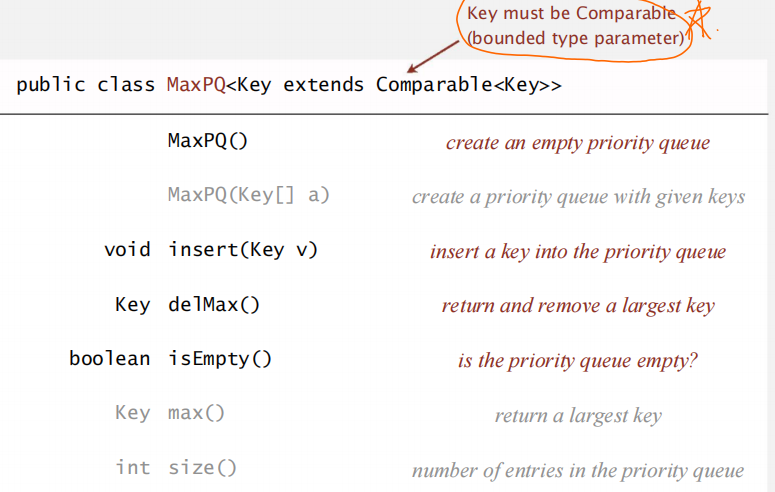 Key must be Comparable
(bounded type parameter)
public class MaxPQ<Key extends Comparable<Key>>
MaxPQ() create an empty priority queue
MaxPQ(Key[] a) create a priority queue with given keys
void insert(Key v) insert a key into the priority queue
Key delMax() return and remove a largest key
boolean isEmpty() is the priority queue empty?
Key max() return a largest key
int size() number of entries in the priority queue